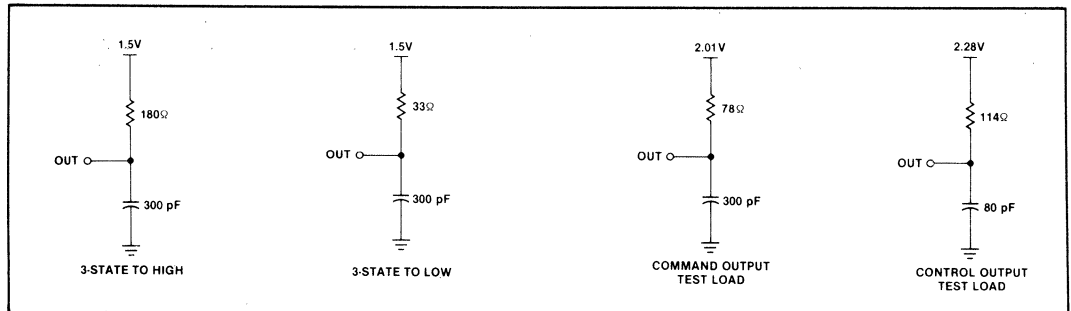 1.5V
180Ω
OUT
300 pF
3-STATE TO HIGH
1.5V
33Ω
OUT
300 pF
3-STATE TO LOW
2.01V
78Ω
OUT
300 pF
COMMAND OUTPUT
TEST LOAD
2.28V
114Ω
OUT
80 pF
CONTROL OUTPUT
TEST LOAD